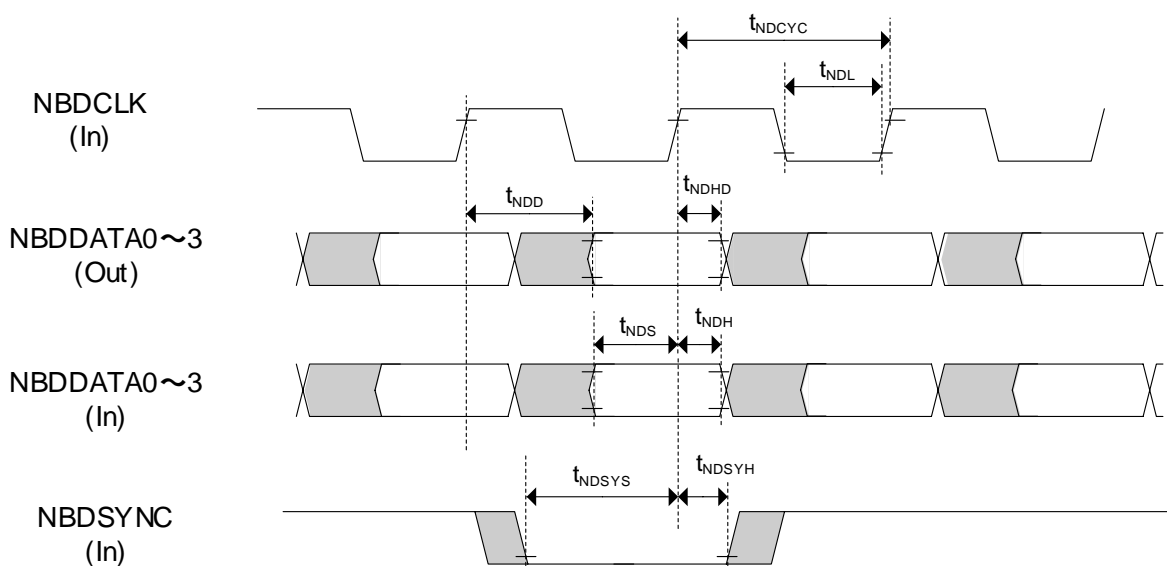 tNDCYC
tNDL
NBDCLK
(In)
tNDD
tNDHD
NBDDATA0～3
(Out)
tNDS
tNDH
NBDDATA0～3
(In)
tNDSYS
tNDSYH
NBDSYNC
(In)